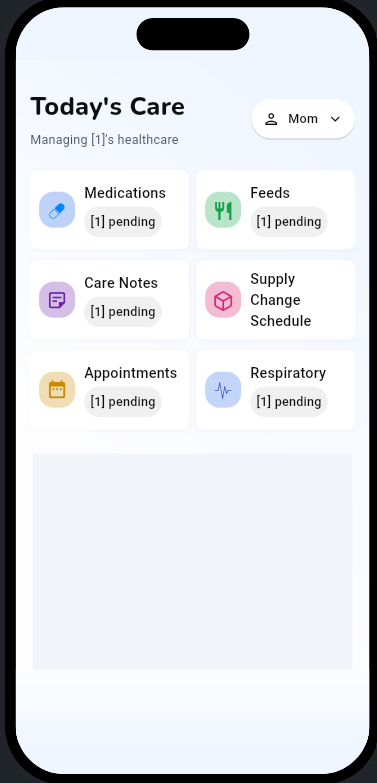 Today's Care
Managing [1]'s healthcare
Mom
Medications
[1] pending
Feeds
[1] pending
Care Notes
[1] pending
Supply
Change
Schedule
Appointments
[1] pending
Respiratory
[1] pending